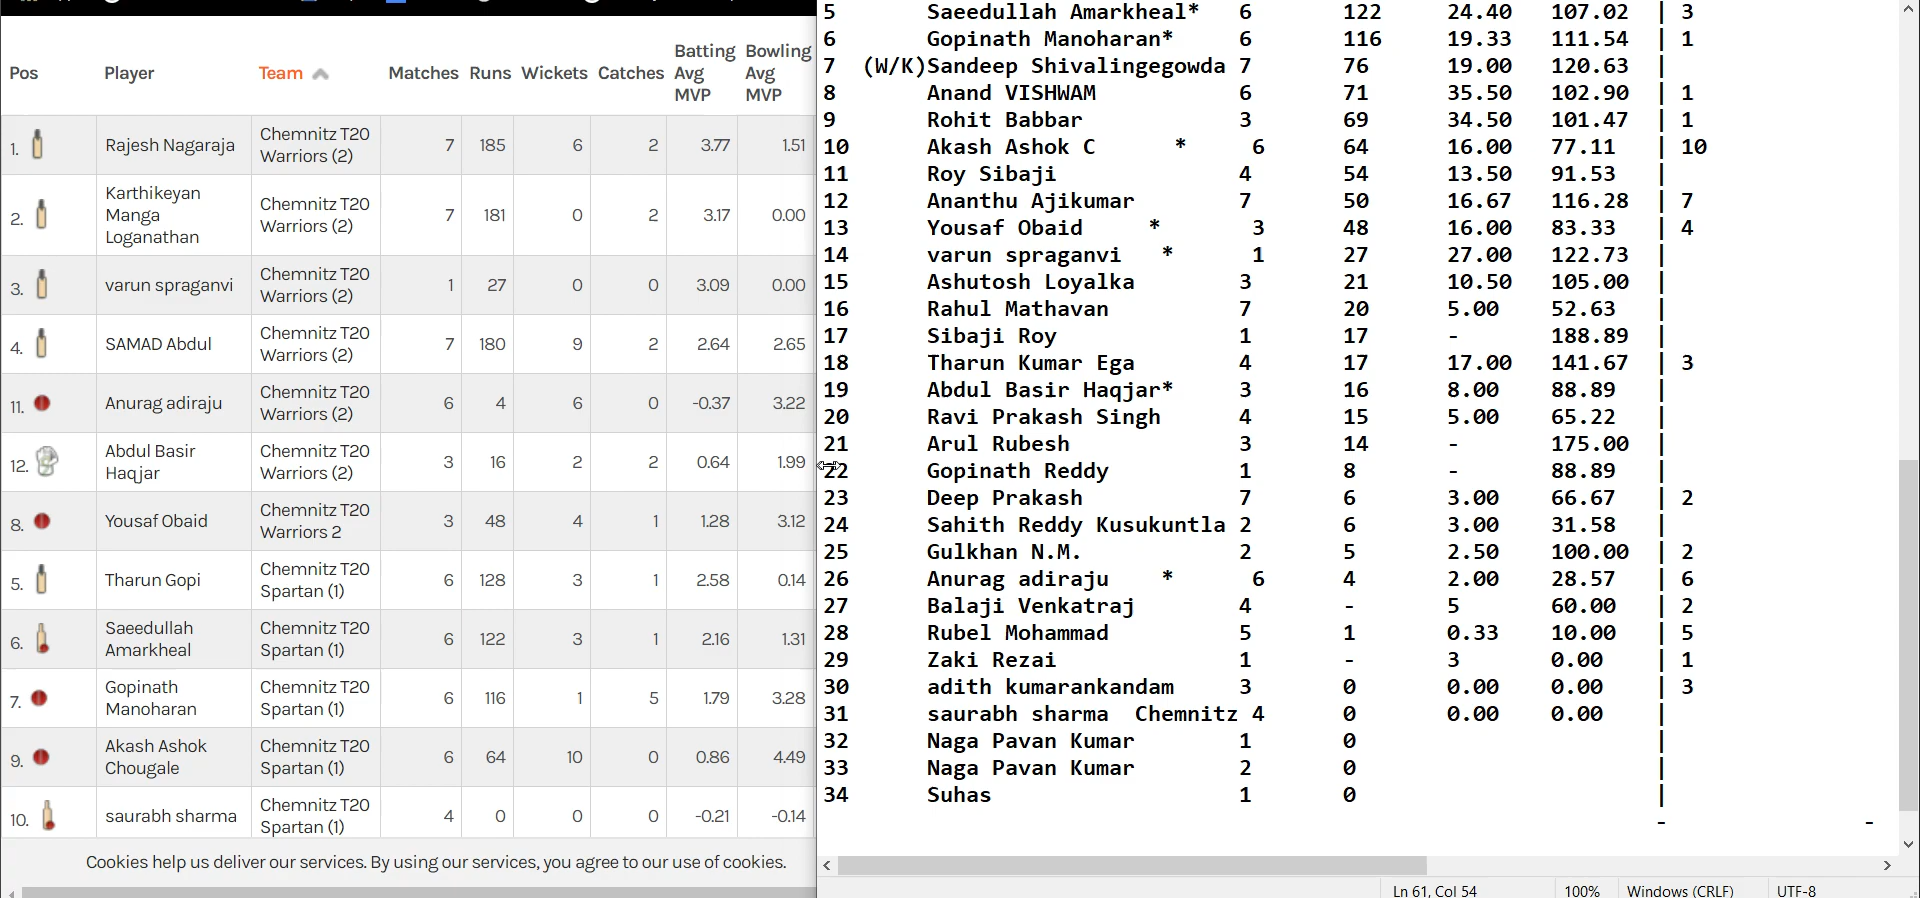 Pos Player Team Matches Runs Wickets Catches Batting Avg MVP Bowling Avg MVP
1. Rajesh Nagaraja Chemnitz T20 Warriors (2) 7 185 6 2 3.77 1.51
2. Karthikeyan Manga Loganathan Chemnitz T20 Warriors (2) 7 181 0 2 3.17 0.00
3. varun spraganvi Chemnitz T20 Warriors (2) 1 27 0 0 3.09 0.00
4. SAMAD Abdul Chemnitz T20 Warriors (2) 7 180 9 2 2.64 2.65
11. Anurag adiraju Chemnitz T20 Warriors (2) 6 4 6 0 -0.37 3.22
12. Abdul Basir Haqjar Chemnitz T20 Warriors (2) 3 16 2 2 0.64 1.99
8. Yousaf Obaid Chemnitz T20 Warriors 2 3 48 4 1 1.28 3.12
5. Tharun Gopi Chemnitz T20 Spartan (1) 6 128 3 1 2.58 0.14
6. Saeedullah Amarkheal Chemnitz T20 Spartan (1) 6 122 3 1 2.16 1.31
7. Gopinath Manoharan Chemnitz T20 Spartan (1) 6 116 1 5 1.79 3.28
9. Akash Ashok Chougale Chemnitz T20 Spartan (1) 6 64 10 0 0.86 4.49
10. saurabh sharma Chemnitz T20 Spartan (1) 4 0 0 0 -0.21 -0.14
Cookies help us deliver our services. By using our services, you agree to our use of cookies.
5 Saeedullah Amarkheal* 6 122 24.40 107.02 | 3
6 Gopinath Manoharan* 6 116 19.33 111.54 | 1
7 (W/K)Sandeep Shivalingegowda 7 76 19.00 120.63 |
8 Anand VISHWAM 6 71 35.50 102.90 | 1
9 Rohit Babbar 3 69 34.50 101.47 | 1
10 Akash Ashok C * 6 64 16.00 77.11 | 10
11 Roy Sibaji 4 54 13.50 91.53 |
12 Ananthu Ajikumar 7 50 16.67 116.28 | 7
13 Yousaf Obaid * 3 48 16.00 83.33 | 4
14 varun spraganvi * 1 27 27.00 122.73 |
15 Ashutosh Loyalka 3 21 10.50 105.00 |
16 Rahul Mathavan 7 20 5.00 52.63 |
17 Sibaji Roy 1 17 - 188.89 |
18 Tharun Kumar Ega 4 17 17.00 141.67 | 3
19 Abdul Basir Haqjar* 3 16 8.00 88.89 |
20 Ravi Prakash Singh 4 15 5.00 65.22 |
21 Arul Rubesh 3 14 - 175.00 |
22 Gopinath Reddy 1 8 - 88.89 |
23 Deep Prakash 7 6 3.00 66.67 | 2
24 Sahith Reddy Kusukuntla 2 6 3.00 31.58 |
25 Gulkhan N.M. 2 5 2.50 100.00 | 2
26 Anurag adiraju * 6 4 2.00 28.57 | 6
27 Balaji Venkatraj 4 - 5 60.00 | 2
28 Rubel Mohammad 5 1 0.33 10.00 | 5
29 Zaki Rezai 1 - 3 0.00 | 1
30 adith kumarankandam 3 0 0.00 0.00 | 3
31 saurabh sharma Chemnitz 4 0 0.00 0.00 |
32 Naga Pavan Kumar 1 0 |
33 Naga Pavan Kumar 2 0 |
34 Suhas 1 0 |
- -
Ln 61, Col 54 100% Windows (CRLF) UTF-8